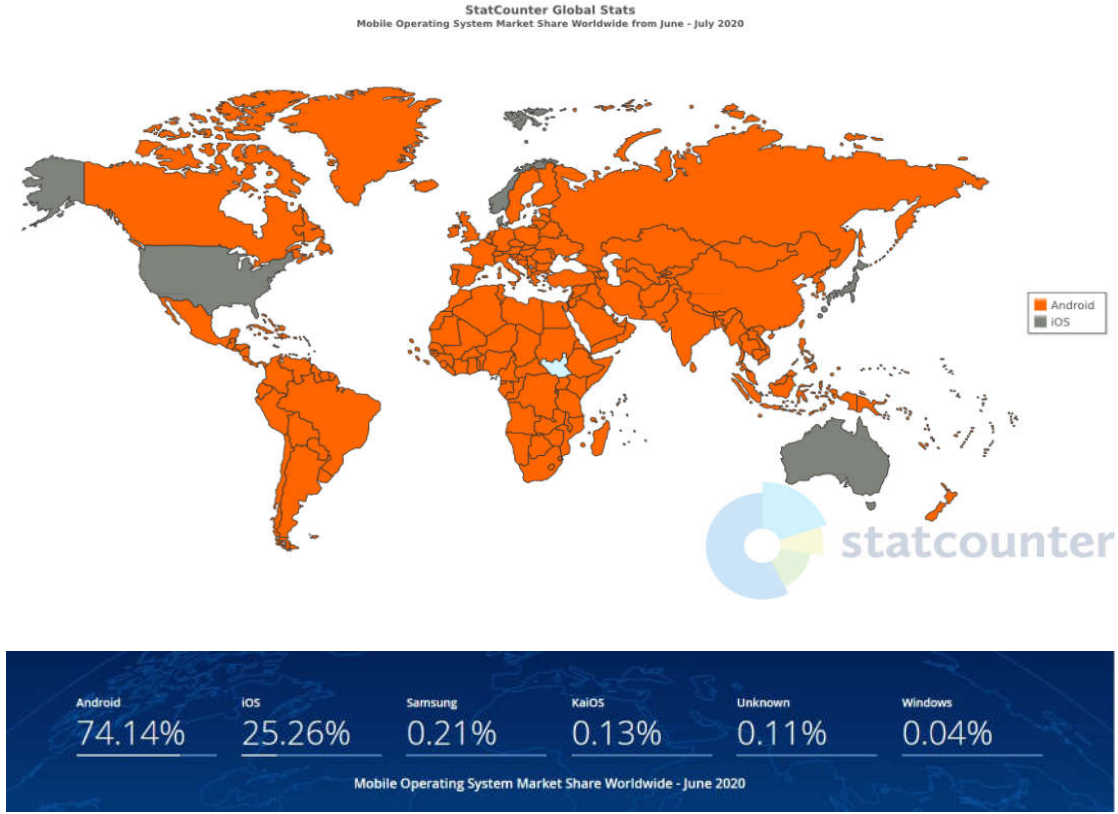 StatCounter Global Stats
Mobile Operating System Market Share Worldwide from June - July 2020
Android
iOS
statcounter
Android iOS Samsung KaiOS Unknown Windows
74.14% 25.26% 0.21% 0.13% 0.11% 0.04%
Mobile Operating System Market Share Worldwide - June 2020